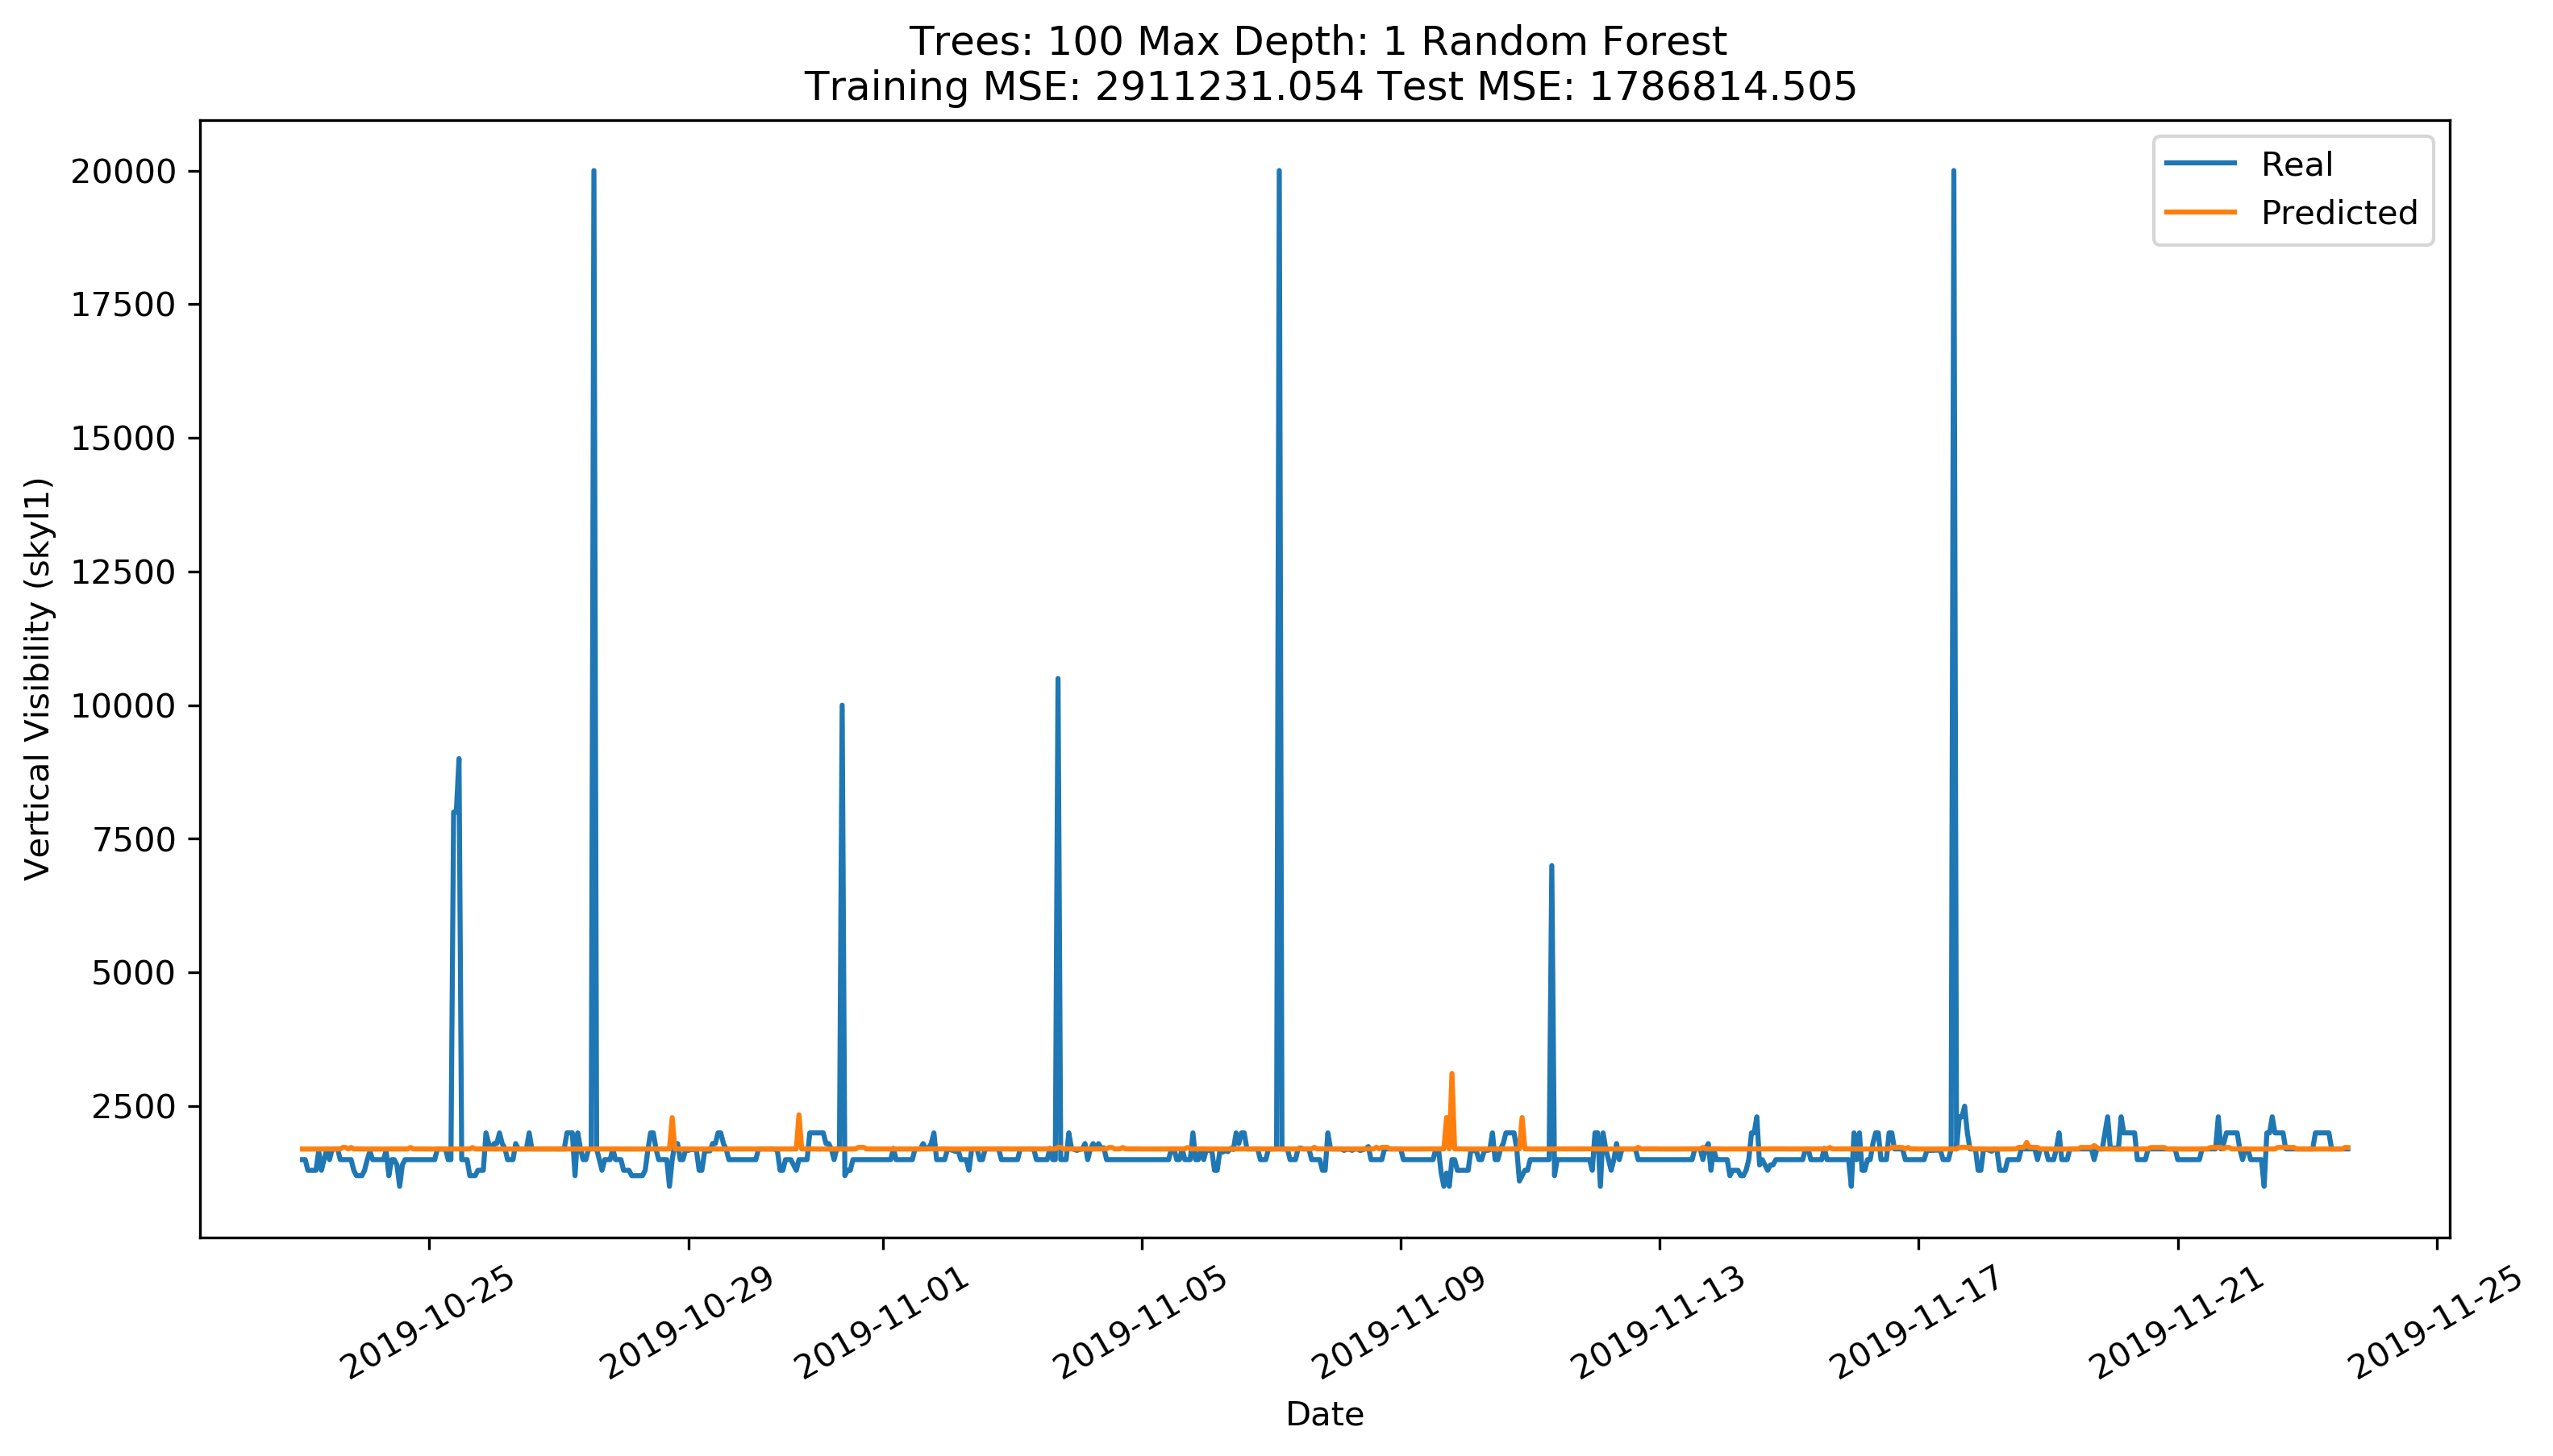 Trees: 100 Max Depth: 1 Random Forest
Training MSE: 2911231.054 Test MSE: 1786814.505
Real
Predicted
Vertical Visibility (skyl1)
20000
17500
15000
12500
10000
7500
5000
2500
2019-10-25
2019-10-29
2019-11-01
2019-11-05
2019-11-09
2019-11-13
2019-11-17
2019-11-21
2019-11-25
Date